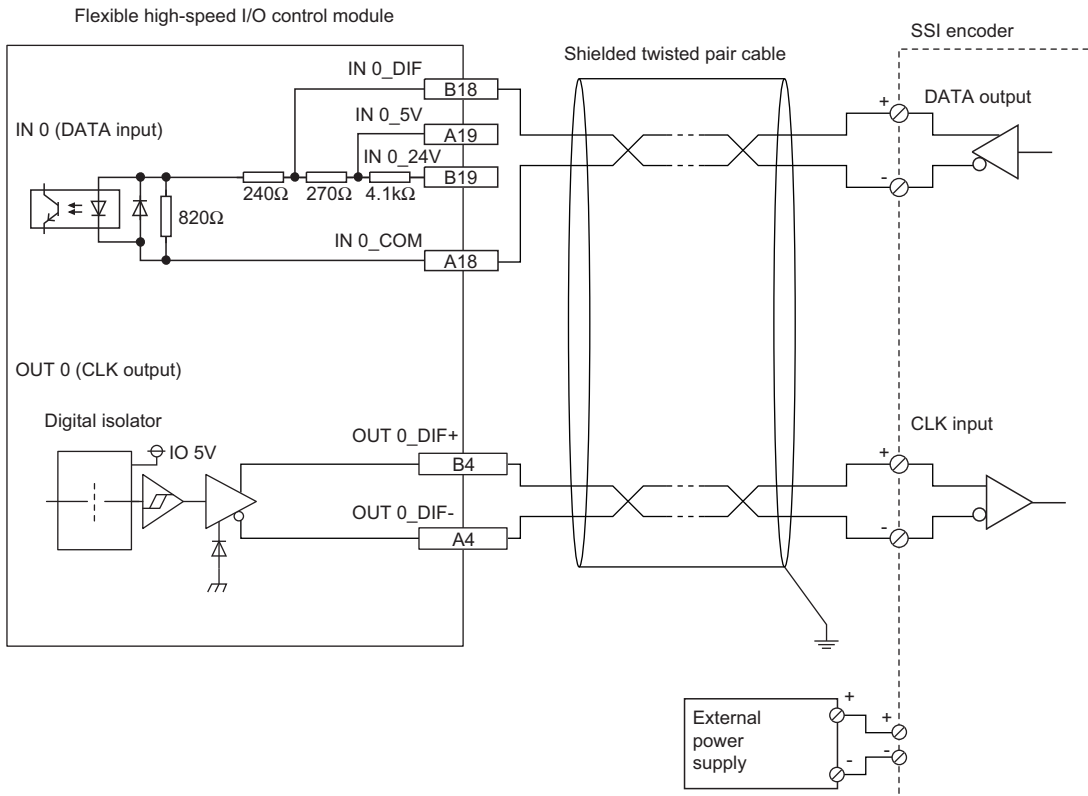 Flexible high-speed I/O control module
SSI encoder
Shielded twisted pair cable
IN 0_DIF
B18
DATA output
+
IN 0 (DATA input)
IN 0_5V
A19
IN 0_24V
B19
240Ω
270Ω
4.1kΩ
-
820Ω
IN 0_COM
A18
OUT 0 (CLK output)
Digital isolator
IO 5V
OUT 0_DIF+
B4
CLK input
+
OUT 0_DIF-
A4
-
External
power
supply
+
+
-
-